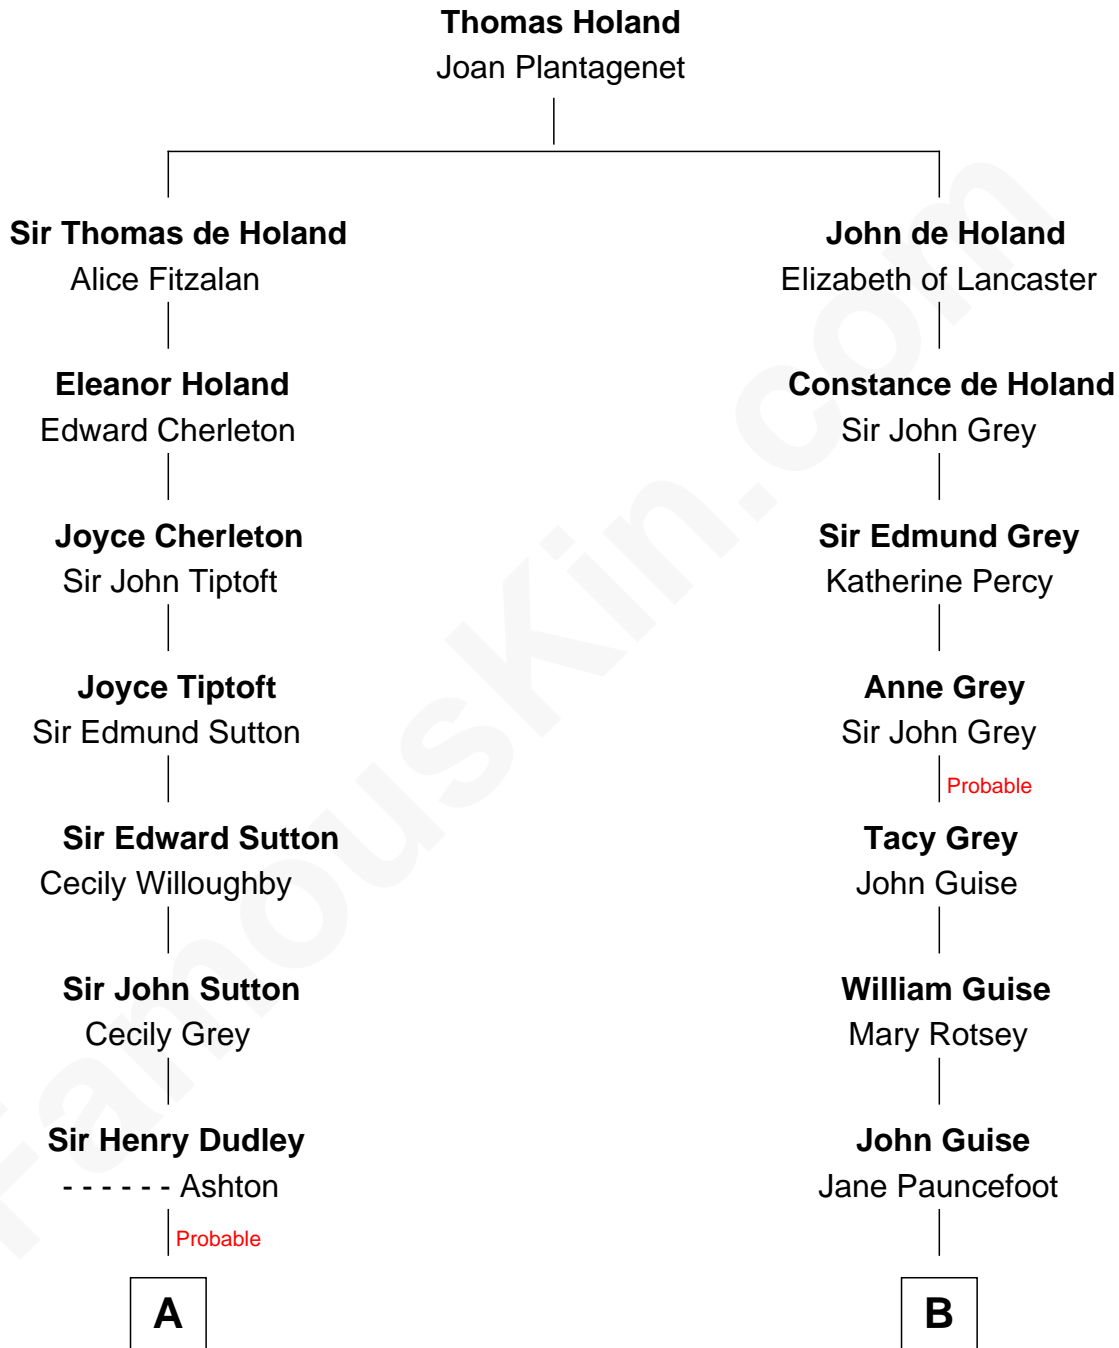 Thomas Holand
Joan Plantagenet
Sir Thomas de Holand
Alice Fitzalan
John de Holand
Elizabeth of Lancaster
Eleanor Holand
Edward Cherleton
Constance de Holand
Sir John Grey
Joyce Cherleton
Sir John Tiptoft
Sir Edmund Grey
Katherine Percy
Joyce Tiptoft
Sir Edmund Sutton
Anne Grey
Sir John Grey
Probable
Sir Edward Sutton
Cecily Willoughby
Tacy Grey
John Guise
Sir John Sutton
Cecily Grey
William Guise
Mary Rotsey
Sir Henry Dudley
- - - - - - Ashton
John Guise
Jane Pauncefoot
Probable
A
B
FamousKin.com